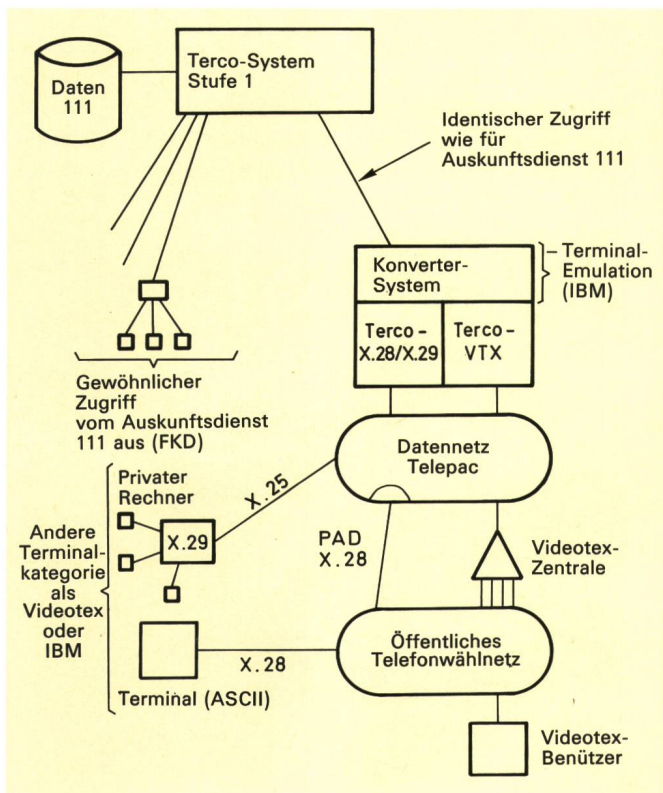 Daten
111
Terco-System
Stufe 1
Identischer Zugriff
wie für
Auskunftsdienst 111
Konverter-
System
– Terminal-
Emulation
(IBM)
Terco-
X.28/X.29
Terco-
VTX
Gewöhnlicher
Zugriff
vom Auskunftsdienst
111 aus (FKD)
Datennetz
Telepac
Privater
Rechner
X.25
X.29
Andere
Terminal-
kategorie
als
Videotex
oder
IBM
PAD
X.28
Videotex-
Zentrale
Öffentliches
Telefonwählnetz
X.28
Terminal (ASCII)
Videotex-
Benützer